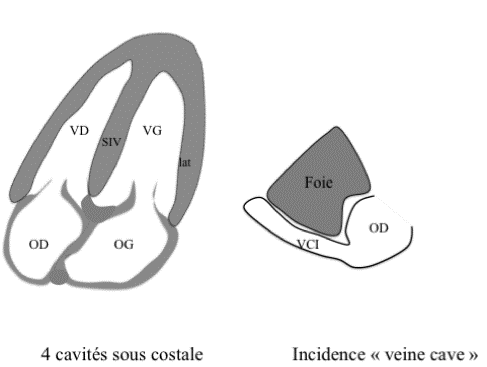 VD
VG
SIV
lat
OD
OG
Foie
VCI
OD
4 cavités sous costale
Incidence « veine cave »